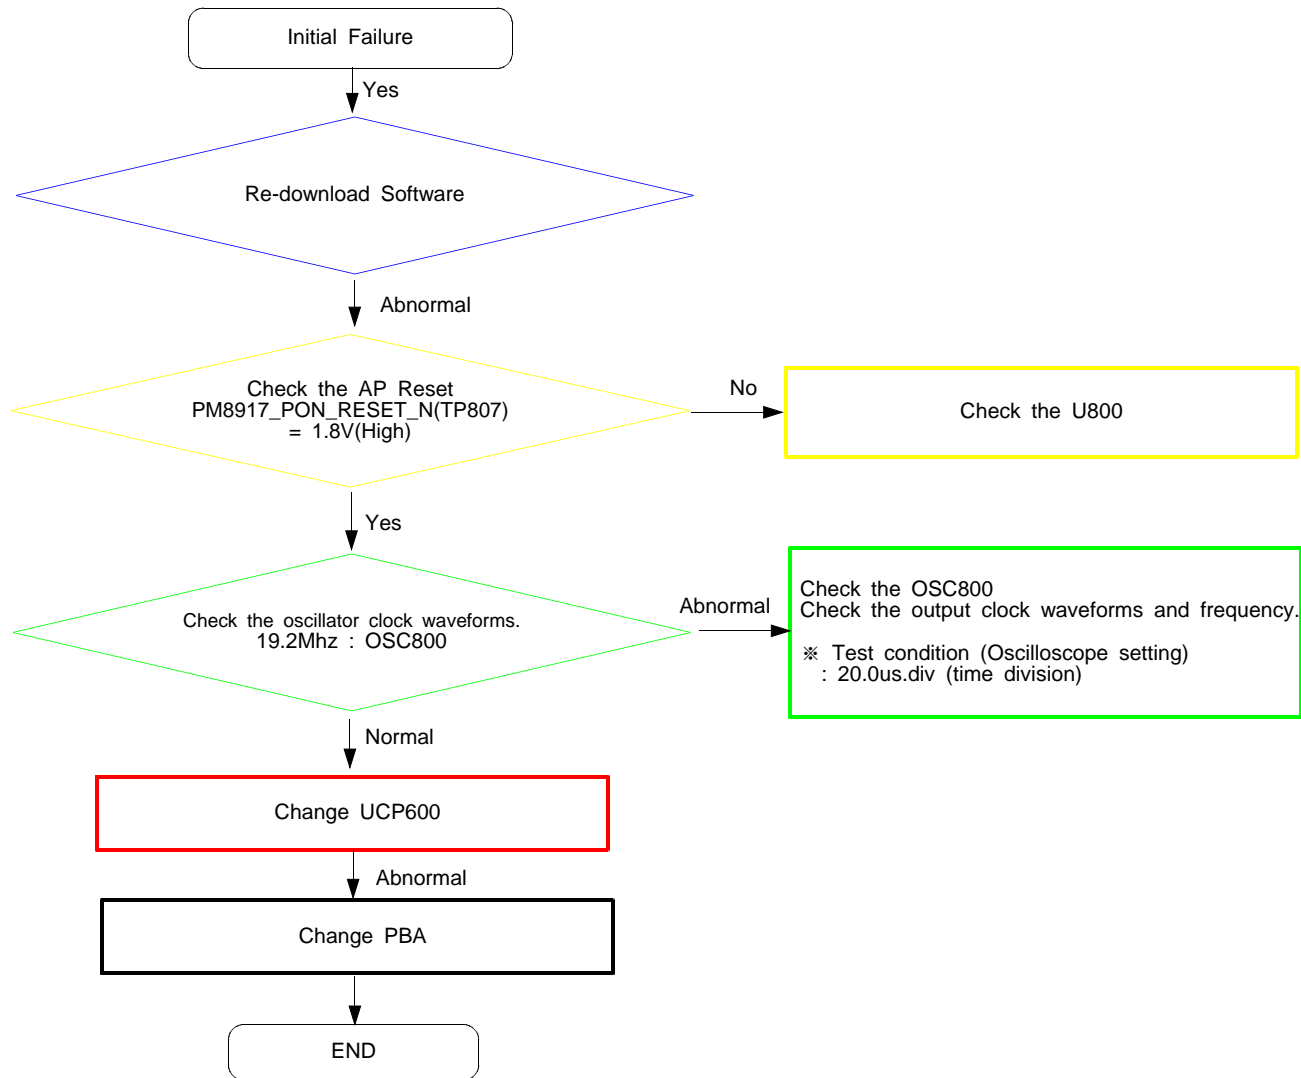 Initial Failure
Yes
Re-download Software
Abnormal
Check the AP Reset
PM8917_PON_RESET_N(TP807)
= 1.8V(High)
No
Check the U800
Yes
Check the oscillator clock waveforms.
19.2Mhz : OSC800
Abnormal
Check the OSC800
Check the output clock waveforms and frequency.
※ Test condition (Oscilloscope setting)
: 20.0us.div (time division)
Normal
Change UCP600
Abnormal
Change PBA
END